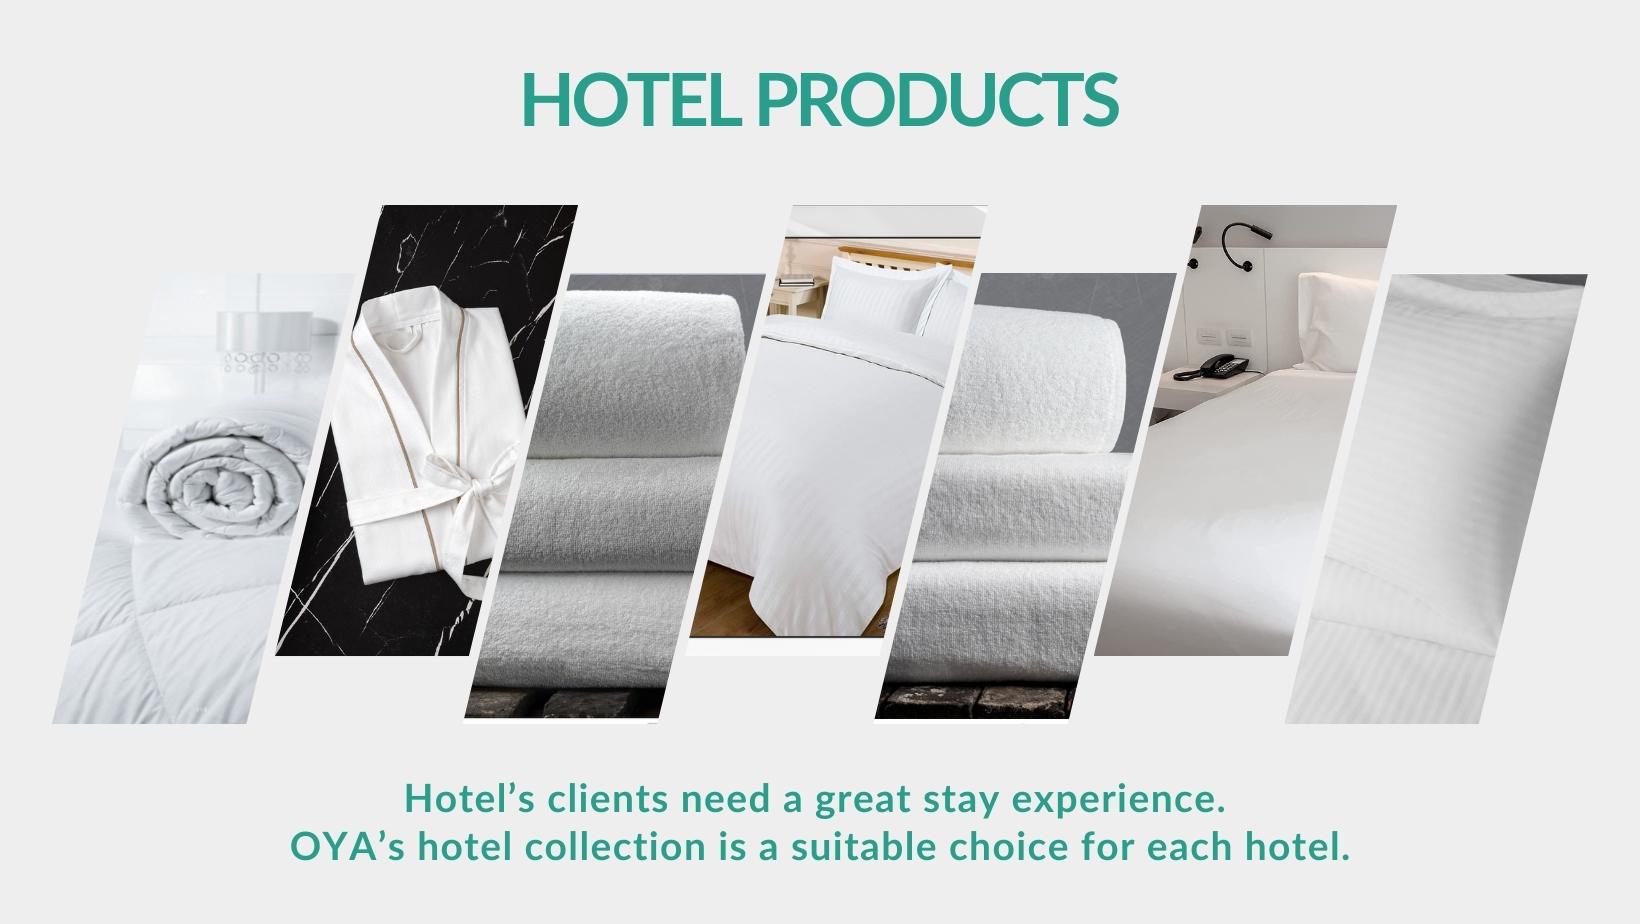 HOTEL PRODUCTS
Hotel’s clients need a great stay experience.
OYA’s hotel collection is a suitable choice for each hotel.